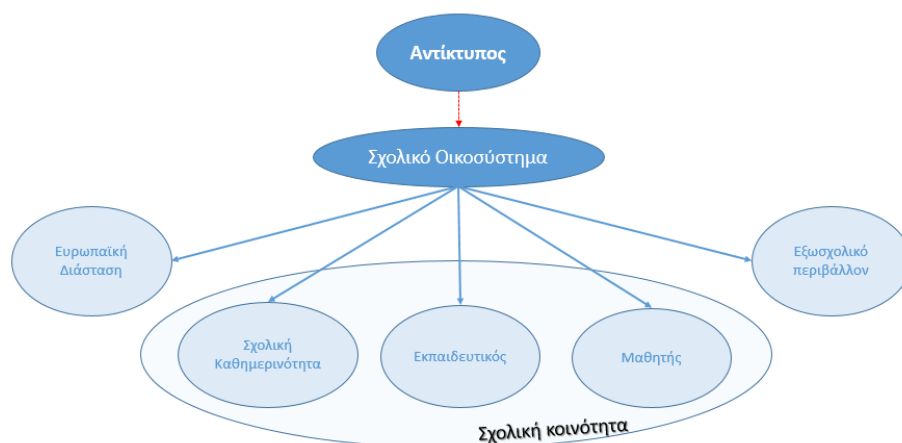 Αντίκτυπος
Σχολικό Οικοσύστημα
Ευρωπαϊκή
Διάσταση
Εξωσχολικό
περιβάλλον
Σχολική
Καθημερινότητα
Εκπαιδευτικός
Μαθητής
Σχολική κοινότητα